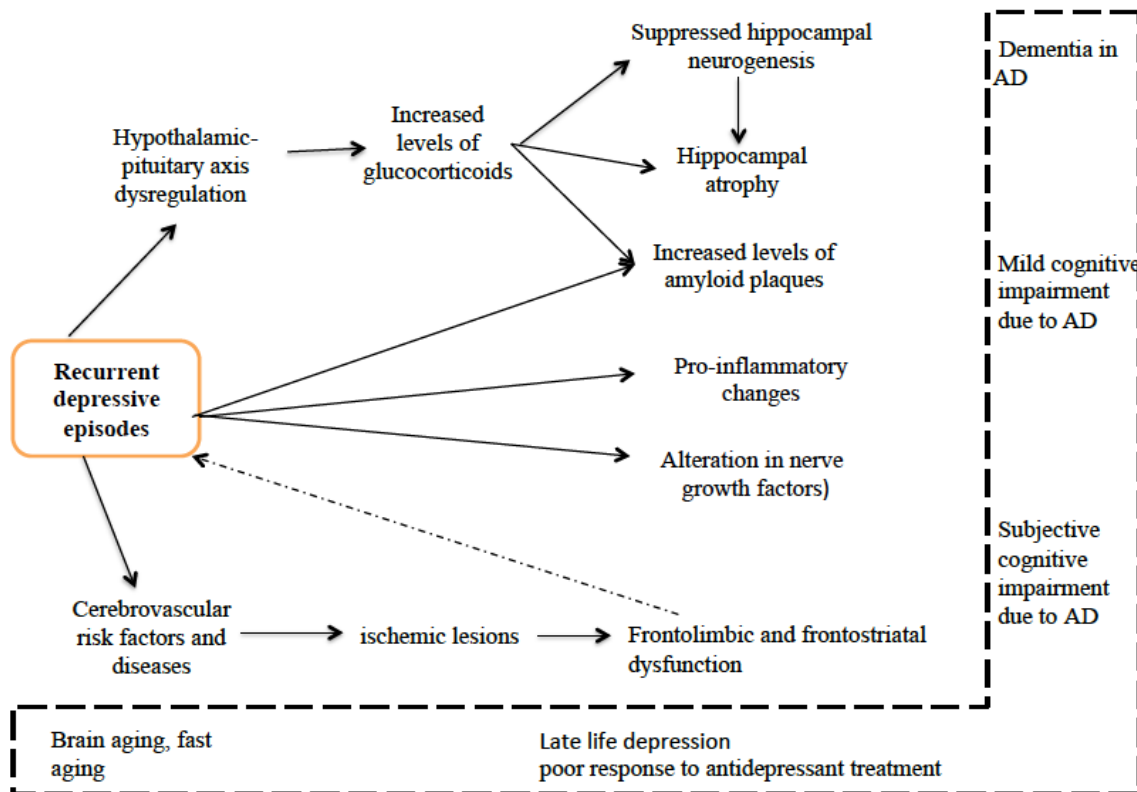 Suppressed hippocampal
neurogenesis
Dementia in
AD
Increased
levels of
glucocorticoids
Hypothalamic-
pituitary axis
dysregulation
Hippocampal
atrophy
Increased levels of
amyloid plaques
Mild cognitive
impairment
due to AD
Recurrent
depressive
episodes
Pro-inflammatory
changes
Alteration in nerve
growth factors)
Subjective
cognitive
impairment
due to AD
Cerebrovascular
risk factors and
diseases
ischemic lesions
Frontolimbic and frontostriatal
dysfunction
Brain aging, fast
aging
Late life depression
poor response to antidepressant treatment